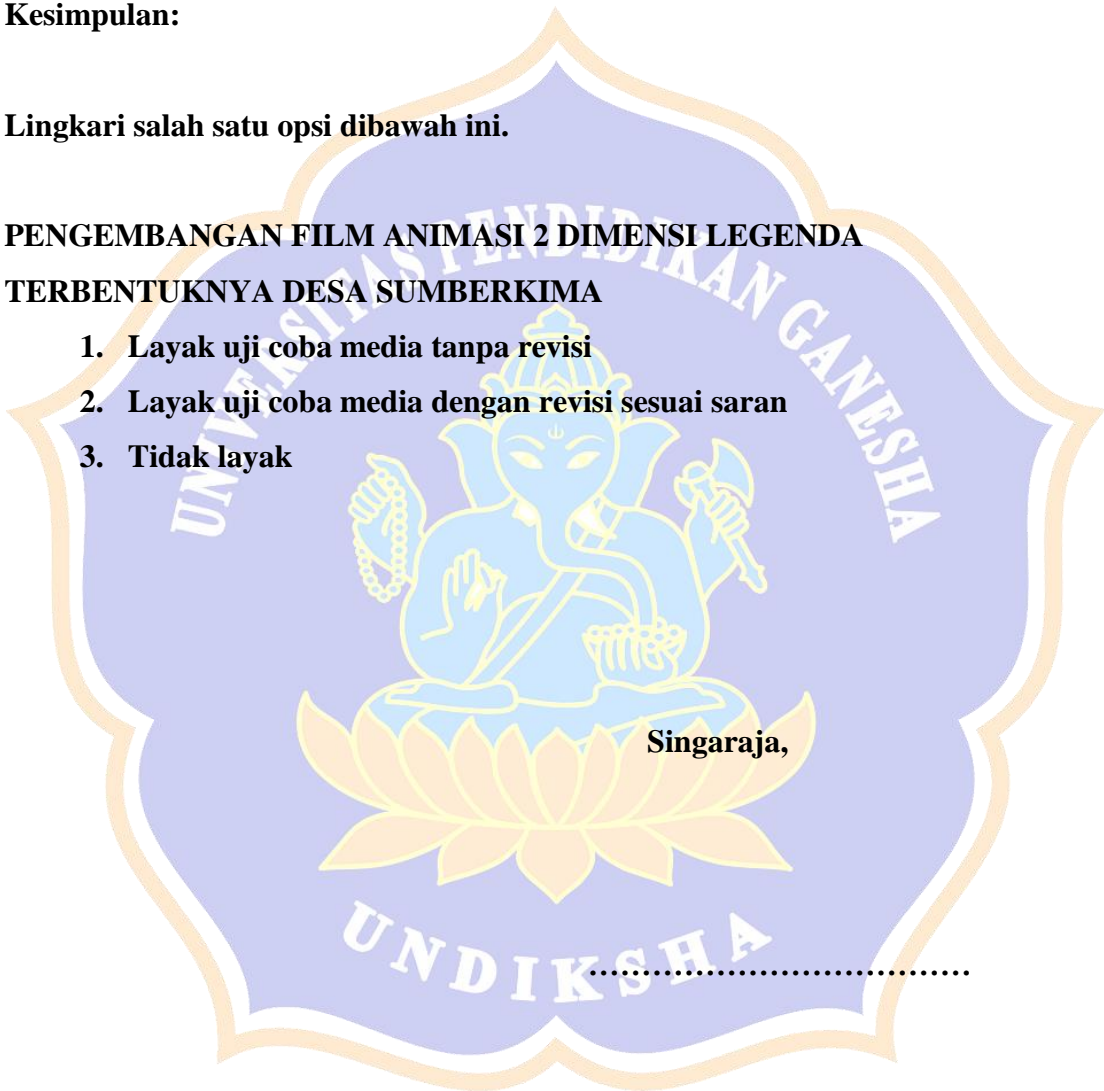 Kesimpulan:
Lingkari salah satu opsi dibawah ini.
PENGEMBANGAN FILM ANIMASI 2 DIMENSI LEGENDA
TERBENTUKNYA DESA SUMBERKIMA
1. Layak uji coba media tanpa revisi
2. Layak uji coba media dengan revisi sesuai saran
3. Tidak layak
Singaraja,
……………………………
UNIVERSITAS PENDIDIKAN GANESHA
UNDIKSHA